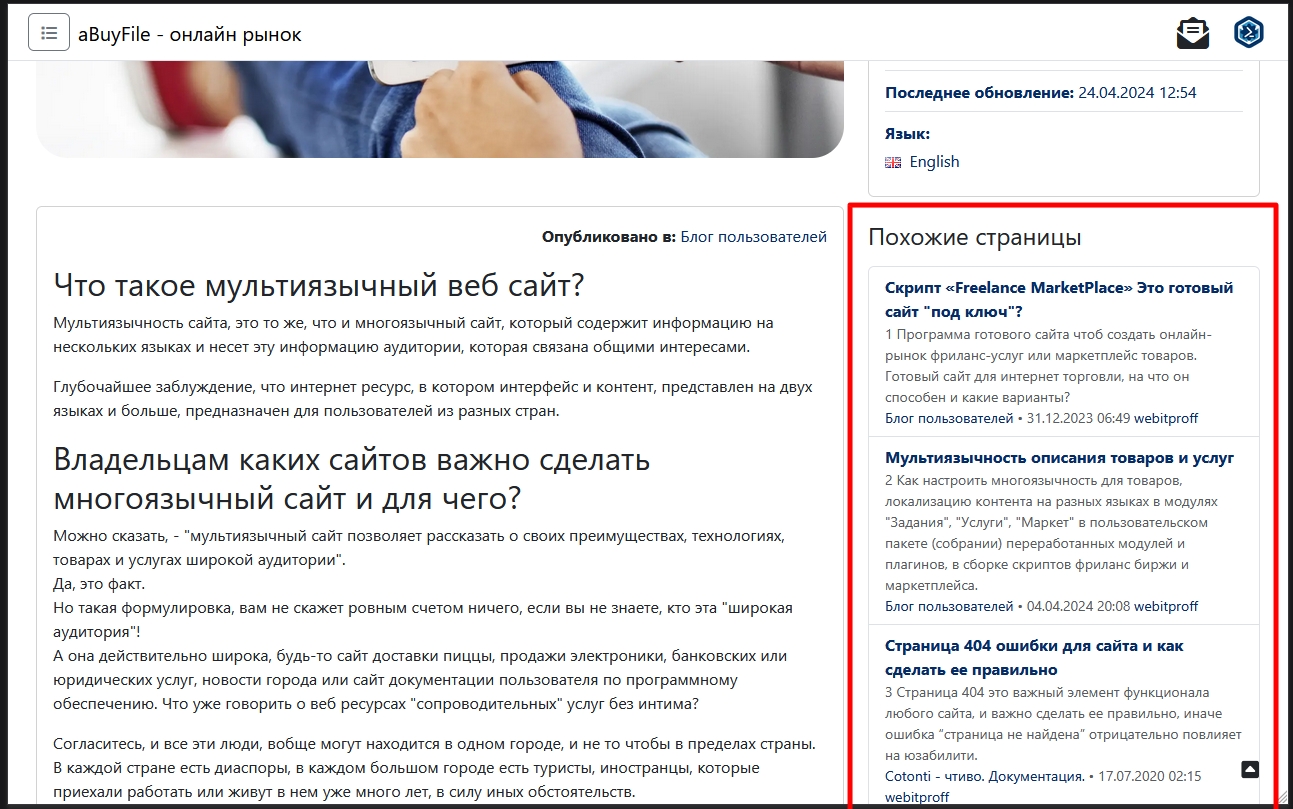 aBuyFile - онлайн рынок
Последнее обновление: 24.04.2024 12:54
Язык:
English
Опубликовано в: Блог пользователей
Что такое мультиязычный веб сайт?
Мультиязычность сайта, это то же, что и многоязычный сайт, который содержит информацию на
нескольких языках и несет эту информацию аудитории, которая связана общими интересами.
Глубочайшее заблуждение, что интернет ресурс, в котором интерфейс и контент, представлен на двух
языках и больше, предназначен для пользователей из разных стран.
Владельцам каких сайтов важно сделать
многоязычный сайт и для чего?
Можно сказать, - "мультиязычный сайт позволяет рассказать о своих преимуществах, технологиях,
товарах и услугах широкой аудитории".
Да, это факт.
Но такая формулировка, вам не скажет ровным счетом ничего, если вы не знаете, кто эта "широкая
аудитория"!
А она действительно широка, будь-то сайт доставки пиццы, продажи электроники, банковских или
юридических услуг, новости города или сайт документации пользователя по программному
обеспечению. Что уже говорить о веб ресурсах "сопроводительных" услуг без интима?
Согласитесь, и все эти люди, вобще могут находится в одном городе, и не то чтобы в пределах страны.
В каждой стране есть диаспоры, в каждом большом городе есть туристы, иностранцы, которые
приехали работать или живут в нем уже много лет, в силу иных обстоятельств.
Похожие страницы
Скрипт «Freelance MarketPlace» Это готовый
сайт "под ключ"?
1 Программа готового сайта чтоб создать онлайн-
рынок фриланс-услуг или маркетплейс товаров.
Готовый сайт для интернет торговли, на что он
способен и какие варианты?
Блог пользователей • 31.12.2023 06:49 webitproff
Мультиязычность описания товаров и услуг
2 Как настроить многоязычность для товаров,
локализацию контента на разных языках в модулях
"Задания", "Услуги", "Маркет" в пользовательском
пакете (собрании) переработанных модулей и
плагинов, в сборке скриптов фриланс биржи и
маркетплейса.
Блог пользователей • 04.04.2024 20:08 webitproff
Страница 404 ошибки для сайта и как
сделать ее правильно
3 Страница 404 это важный элемент функционала
любого сайта, и важно сделать ее правильно, иначе
ошибка “страница не найдена” отрицательно повлияет
на юзабилити.
Cotonti - чтиво. Документация. • 17.07.2020 02:15
webitproff